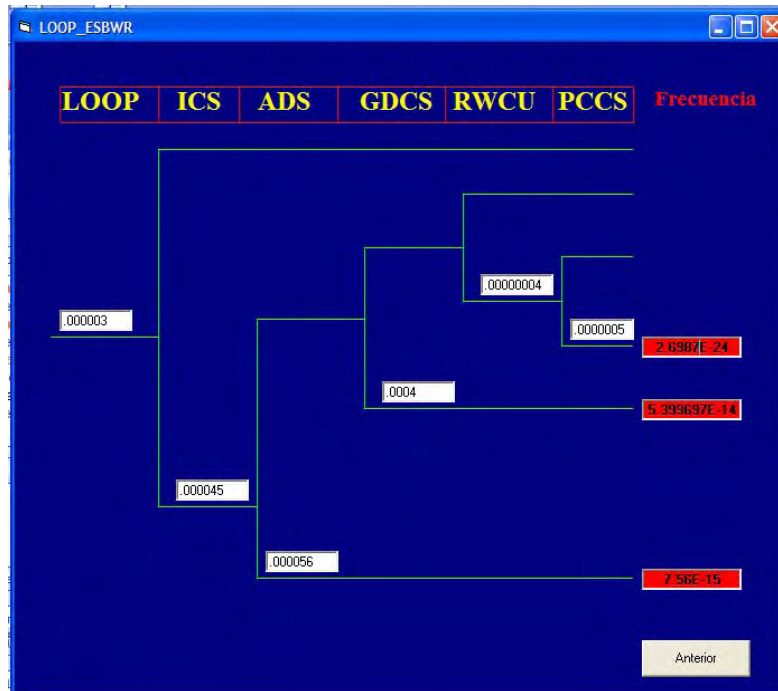 LOOP_ESBWR
LOOP ICS ADS GDCS RWCU PCCS Frecuencia
.00000004
.000003
.0000005
2.6987E-24
.0004
5.399697E-14
.000045
.000056
7.56E-15
Anterior